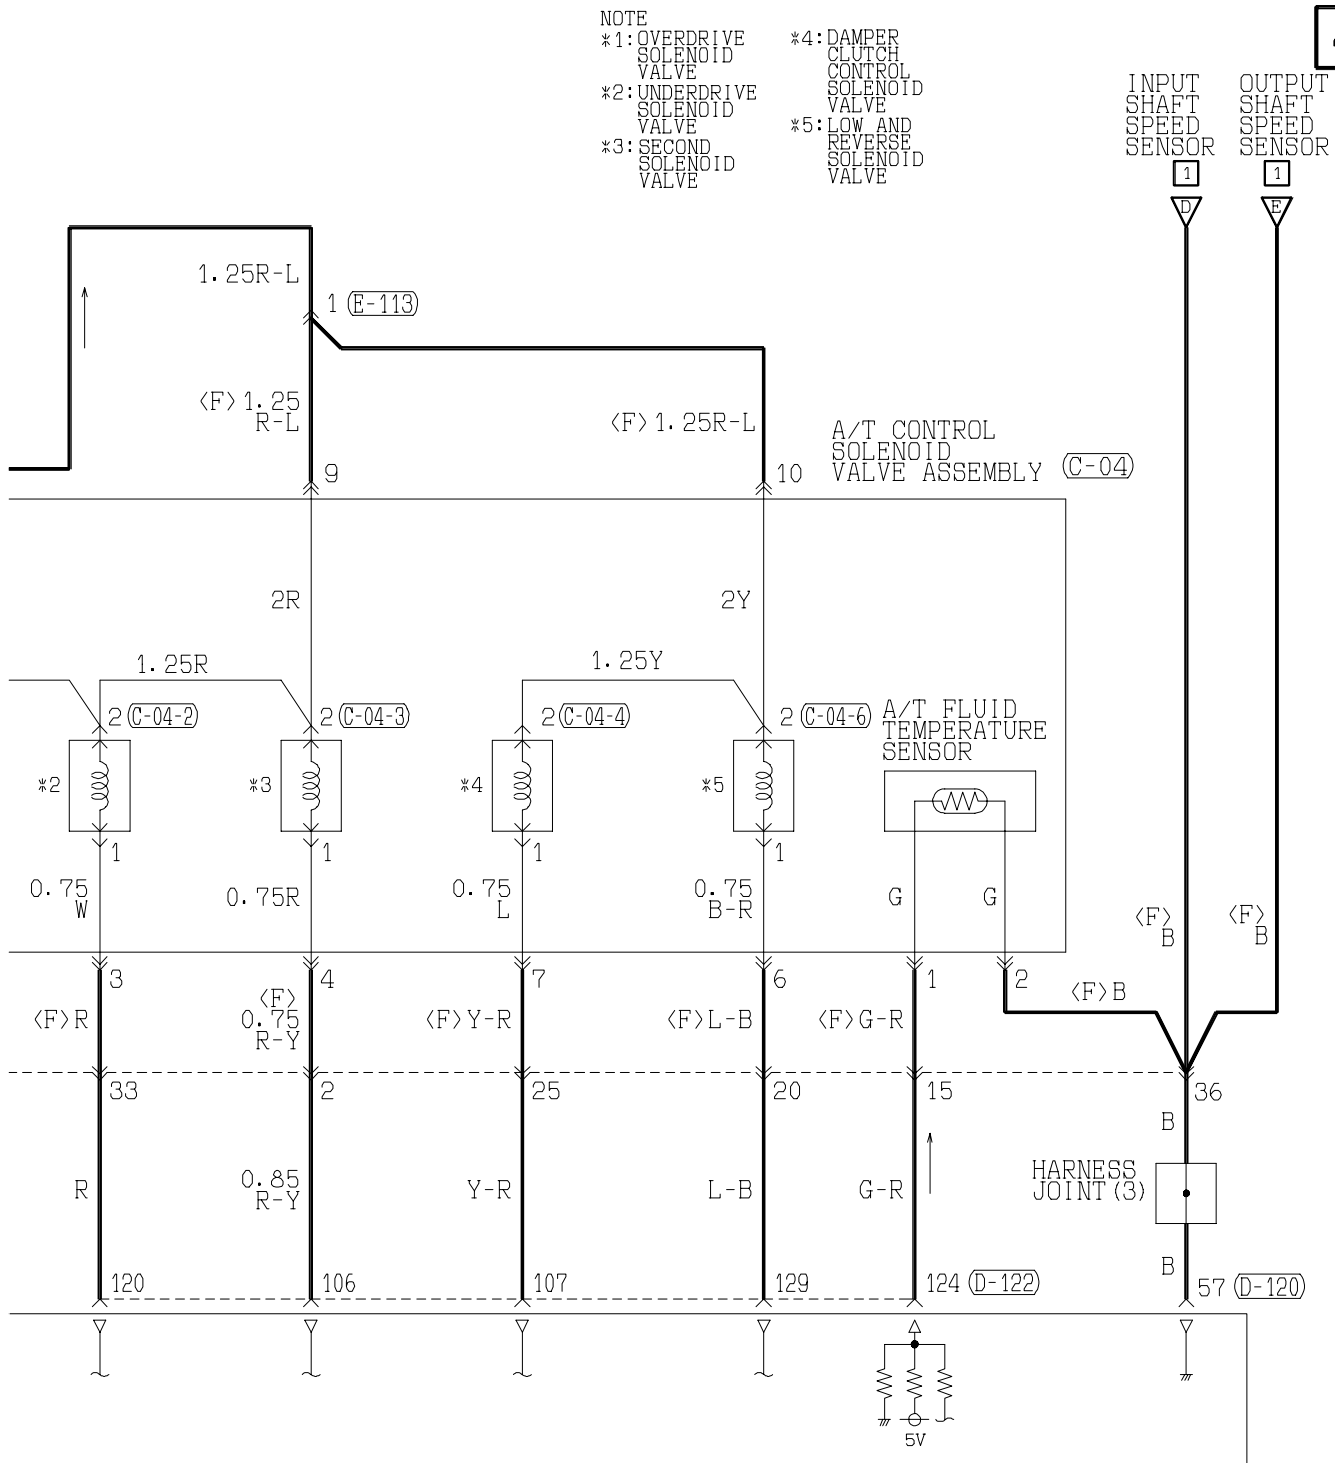 NOTE
*1: OVERDRIVE
SOLENOID
VALVE
*2: UNDERDRIVE
SOLENOID
VALVE
*3: SECOND
SOLENOID
VALVE
*4: DAMPER
CLUTCH
CONTROL
SOLENOID
VALVE
*5: LOW AND
REVERSE
SOLENOID
VALVE
INPUT
SHAFT
SPEED
SENSOR
1
D
OUTPUT
SHAFT
SPEED
SENSOR
1
E
1.25R-L
1 (E-113)
<F>1.25
R-L
<F>1.25R-L
A/T CONTROL
SOLENOID
VALVE ASSEMBLY (C-04)
9
10
2R
2Y
1.25R
1.25Y
2 (C-04-2)
2 (C-04-3)
2 (C-04-4)
2 (C-04-6)
A/T FLUID
TEMPERATURE
SENSOR
*2
*3
*4
*5
1
1
1
1
0.75
W
0.75R
0.75
L
0.75
B-R
G
G
<F>
B
<F>
B
3
4
7
6
1
2
<F>R
<F>
0.75
R-Y
<F>Y-R
<F>L-B
<F>G-R
<F>B
33
2
25
20
15
36
B
R
0.85
R-Y
Y-R
L-B
G-R
HARNESS
JOINT(3)
B
120
106
107
129
124 (D-122)
57 (D-120)
5V